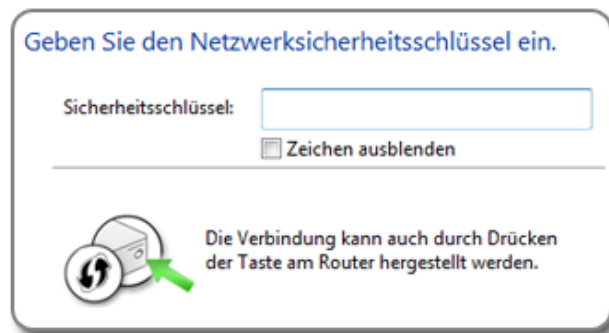 Geben Sie den Netzwerksicherheitsschlüssel ein.
Sicherheitsschlüssel:
Zeichen ausblenden
Die Verbindung kann auch durch Drücken
der Taste am Router hergestellt werden.